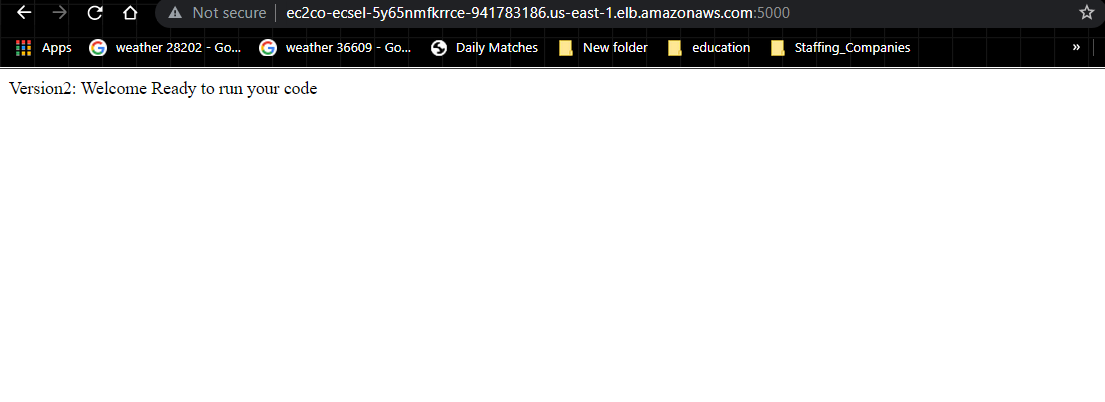 Not secure | ec2co-ecsel-5y65nmfkrrce-941783186.us-east-1.elb.amazonaws.com:5000
Apps weather 28202 - Go... weather 36609 - Go... Daily Matches New folder education Staffing_Companies »
Version2: Welcome Ready to run your code